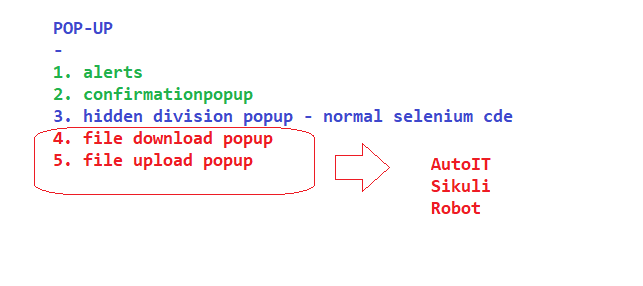 POP-UP
-
1. alerts
2. confirmationpopup
3. hidden division popup - normal selenium cde
4. file download popup
5. file upload popup
AutoIT
Sikuli
Robot